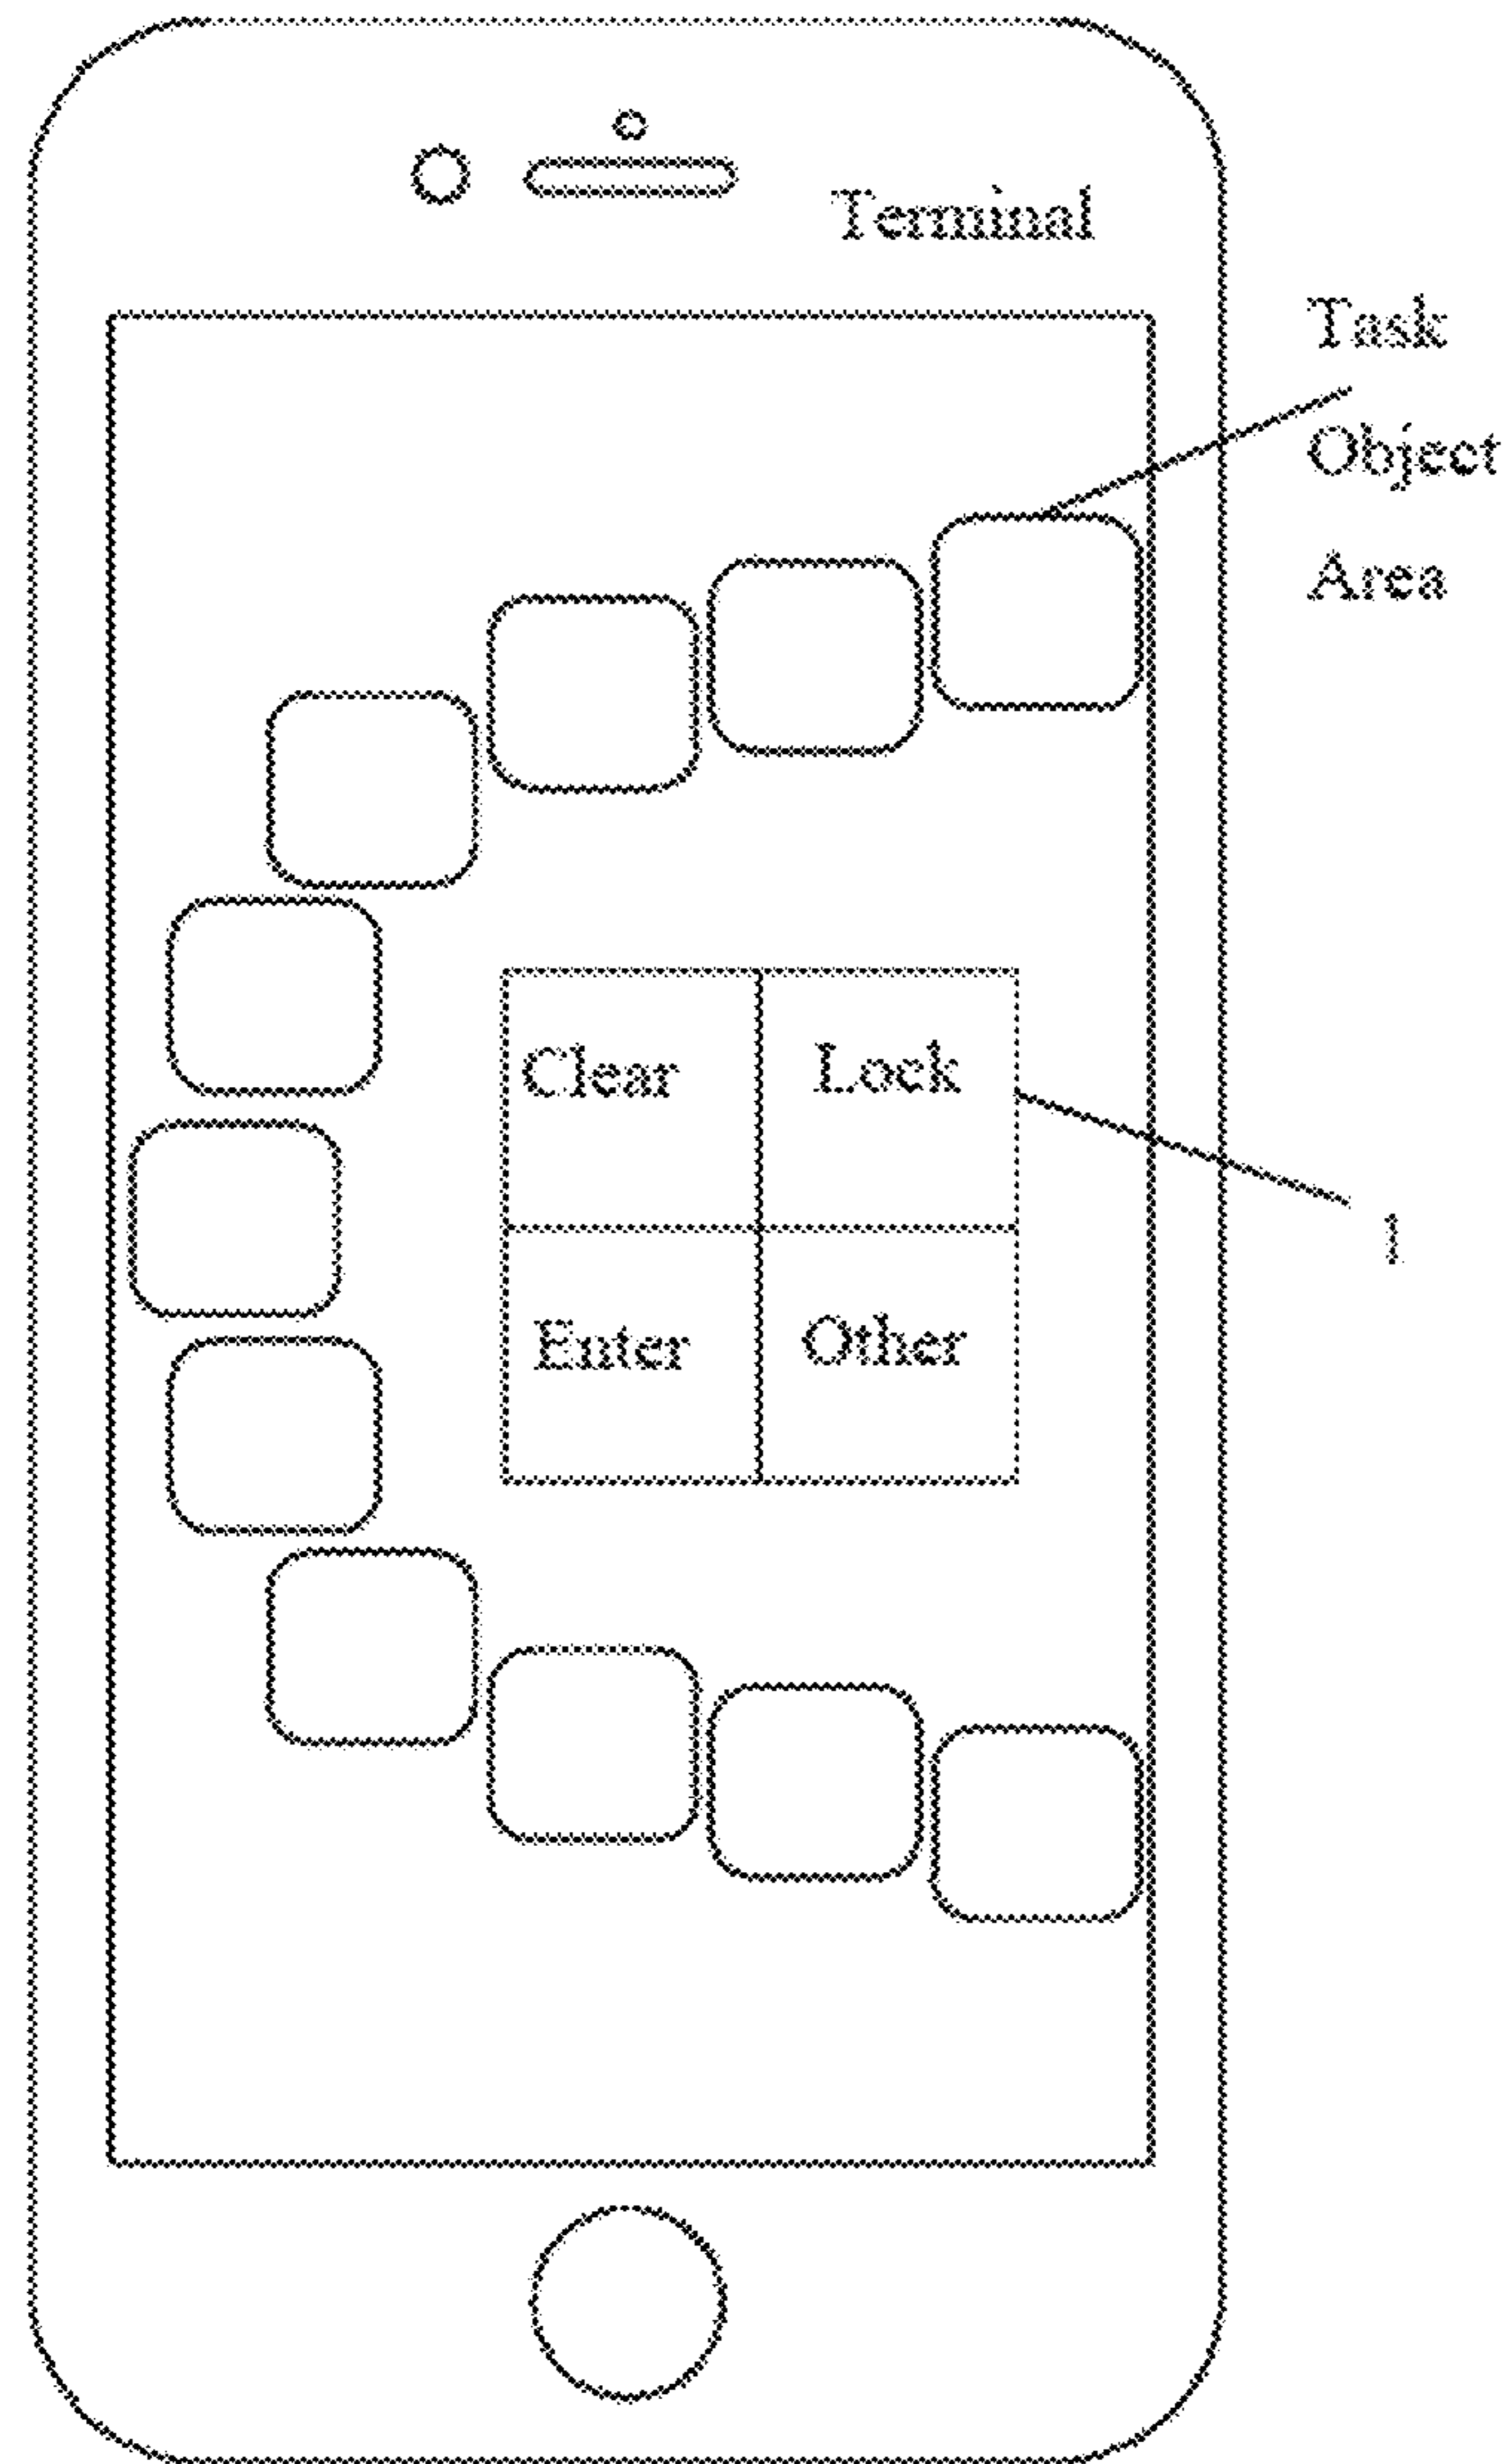 Terminal
Task
Object
Area
Clear
Lock
1
Enter
Other